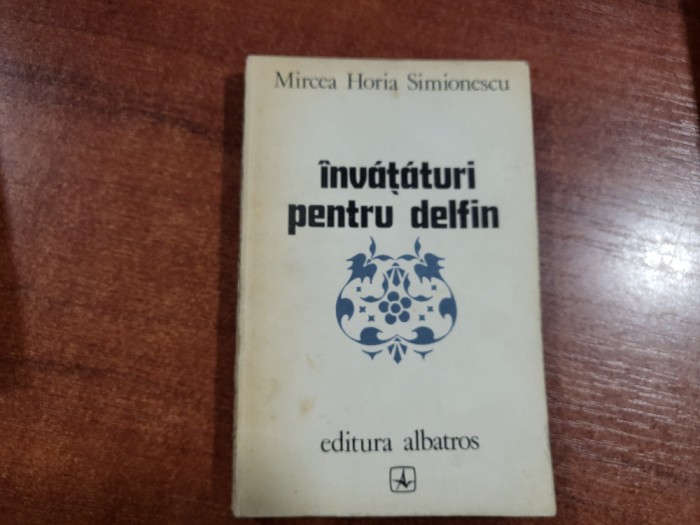 Mircea Horia Simionescu
învățături
pentru delfin
editura albatros